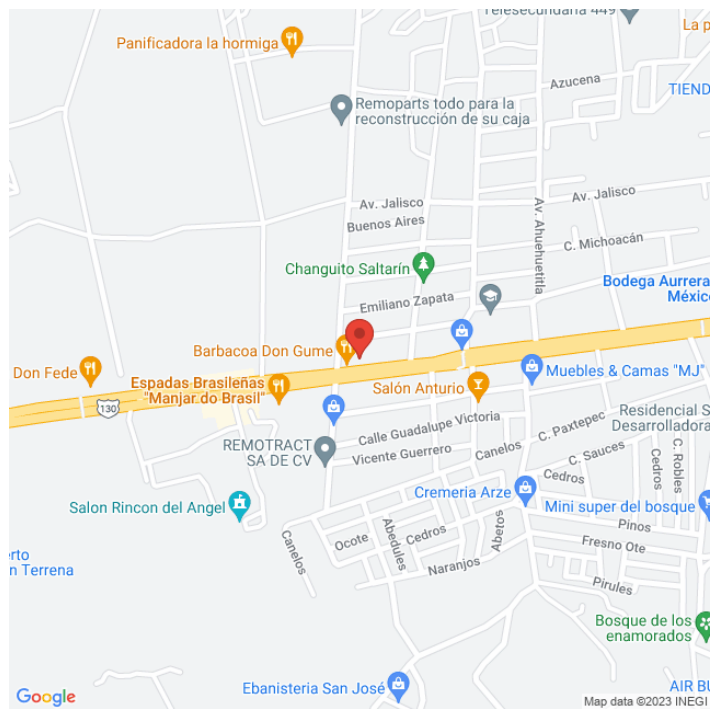 Telesecundaria 449
La p
Panificadora la hormiga
Azucena
TIEND
Remoparts todo para la
reconstrucción de su caja
Av. Jalisco
Av. Jalisco
Av. Ahuehuetitla
Buenos Aires
C. Michoacán
Changuito Saltarín
Bodega Aurrera
Méxic
Emiliano Zapata
Barbacoa Don Gume
Don Fede
Espadas Brasileñas
"Manjar do Brasil"
Muebles & Camas "MJ"
Salón Anturio
130
Residencial S
Desarrolladora
Calle Guadalupe Victoria
C. Paxtepec
REMOTRACT
SA DE CV
Vicente Guerrero
Canelos
C. Sauces
Cedros
C. Robles
Cedros
Cremeria Arze
Salon Rincon del Angel
Mini super del bosque
Pinos
Canelos
Ocote
Abedules
Cedros
Abetos
Fresno Ote
erto
n Terrena
Naranjos
Pirules
Bosque de los
enamorados
Ebanisteria San José
AIR BU
Google
Map data ©2023 INEGI